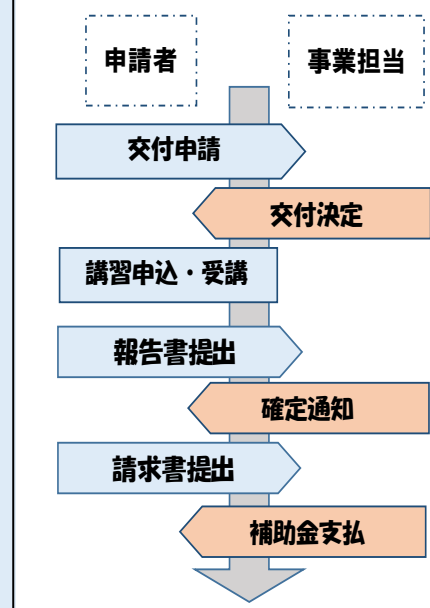 申請者
事業担当
交付申請
交付決定
講習申込・受講
報告書提出
確定通知
請求書提出
補助金支払